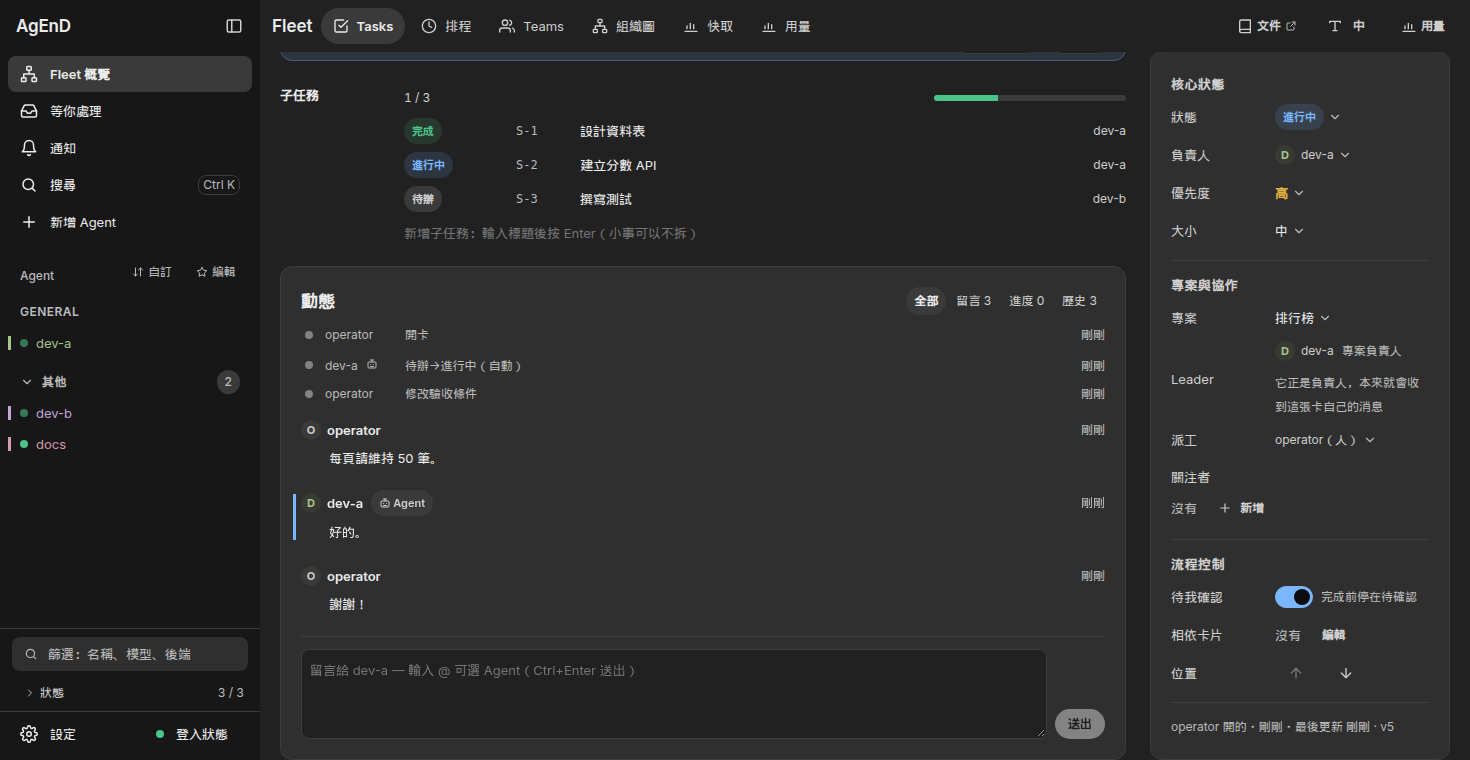 AgEnD
Fleet 概覽
等你處理
通知
搜尋 Ctrl K
新增 Agent
Agent 自訂 編輯
GENERAL
dev-a
其他 2
dev-b
docs
篩選：名稱、模型、後端
狀態 3 / 3
設定 登入狀態
Fleet Tasks 排程 Teams 組織圖 快取 用量 文件 中 用量
子任務 1 / 3
完成 S-1 設計資料表 dev-a
進行中 S-2 建立分數 API dev-a
待辦 S-3 撰寫測試 dev-b
新增子任務：輸入標題後按 Enter（小事可以不拆）
動態 全部 留言 3 進度 0 歷史 3
operator 開卡 剛剛
dev-a 待辦→進行中（自動） 剛剛
operator 修改驗收條件 剛剛
O operator 剛剛
每頁請維持 50 筆。
D dev-a Agent 剛剛
好的。
O operator 剛剛
謝謝！
留言給 dev-a — 輸入 @ 可選 Agent（Ctrl+Enter 送出）
送出
核心狀態
狀態 進行中
負責人 D dev-a
優先度 高
大小 中
專案與協作
專案 排行榜
D dev-a 專案負責人
Leader 它正是負責人，本來就會收
到這張卡自己的消息
派工 operator（人）
關注者
沒有 新增
流程控制
待我確認 完成前停在待確認
相依卡片 沒有 編輯
位置 ↑ ↓
operator 開的・剛剛・最後更新 剛剛 · v5